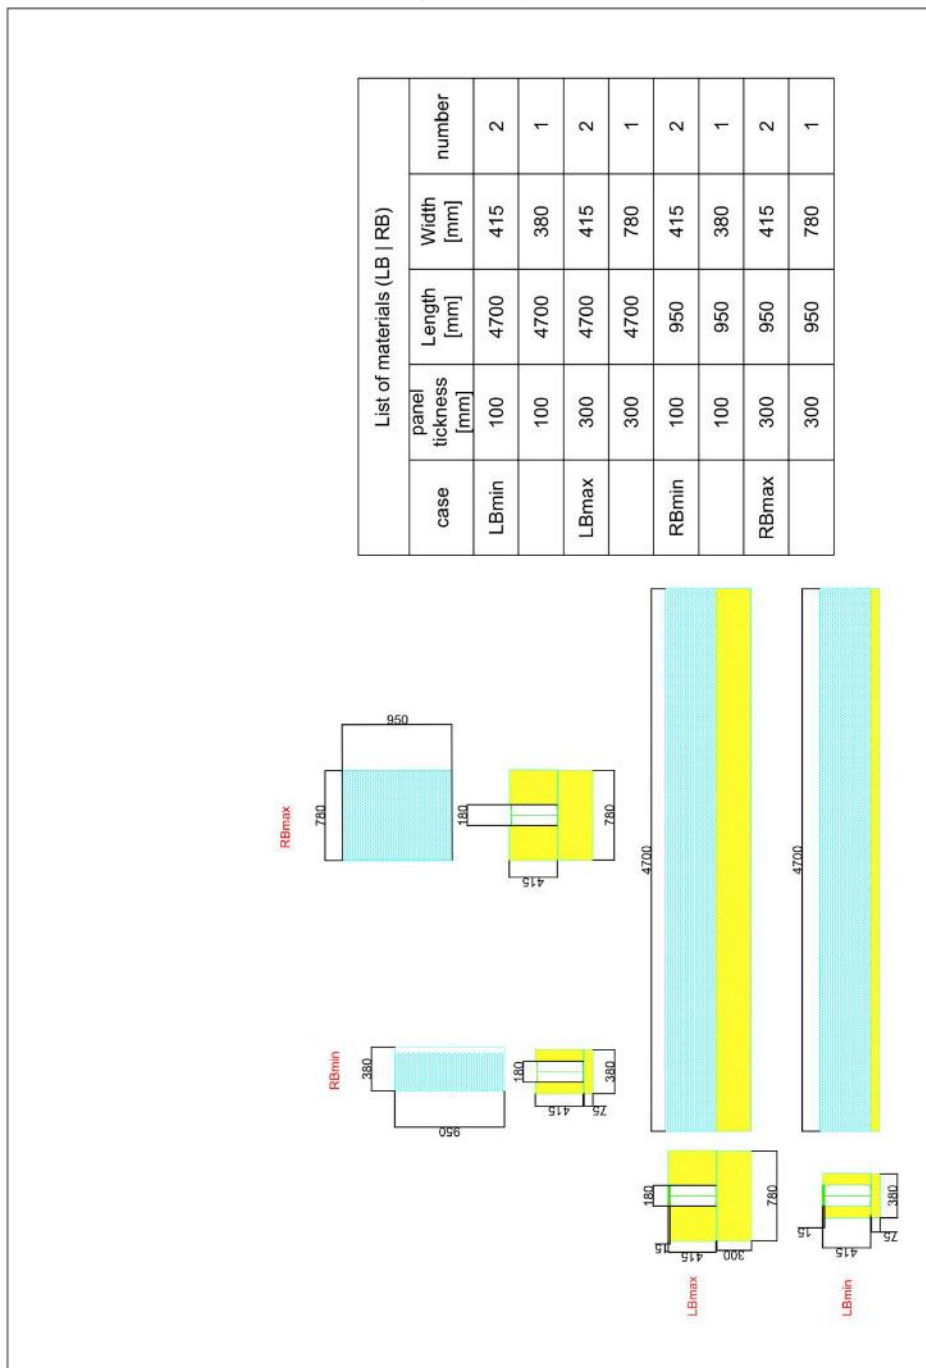 List of materials (LB | RB)
case panel tickness [mm] Length [mm] Width [mm] number
LBmin 100 4700 415 2
100 4700 380 1
LBmax 300 4700 415 2
300 4700 780 1
RBmin 100 950 415 2
100 950 380 1
RBmax 300 950 415 2
300 950 780 1
RBmax
780
950
180
415
780
RBmin
380
950
180
415
75
380
4700
4700
LBmax
180
15
415
300
780
LBmin
15
415
75
380